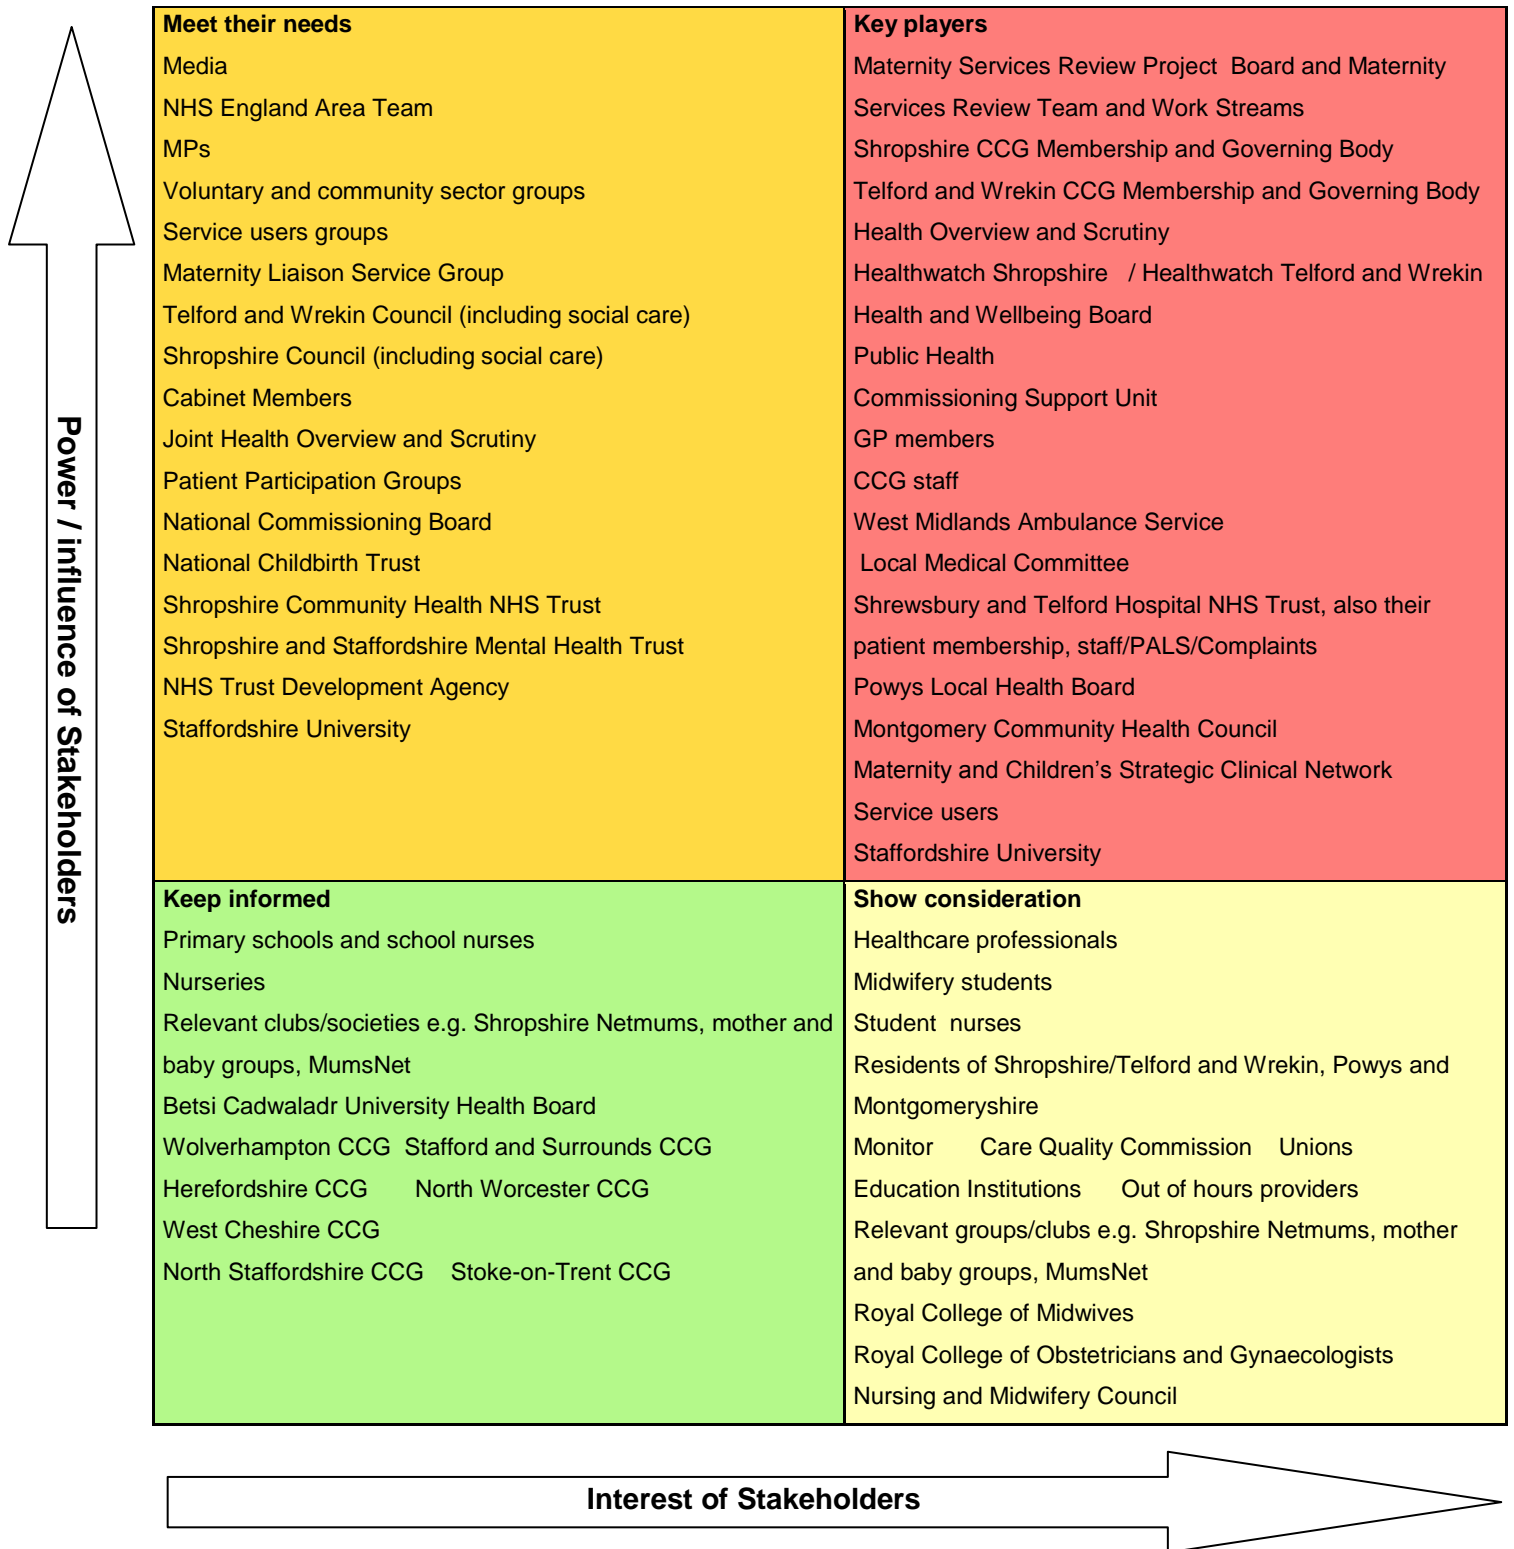 Power / influence of Stakeholders
Meet their needs
Media
NHS England Area Team
MPs
Voluntary and community sector groups
Service users groups
Maternity Liaison Service Group
Telford and Wrekin Council (including social care)
Shropshire Council (including social care)
Cabinet Members
Joint Health Overview and Scrutiny
Patient Participation Groups
National Commissioning Board
National Childbirth Trust
Shropshire Community Health NHS Trust
Shropshire and Staffordshire Mental Health Trust
NHS Trust Development Agency
Staffordshire University
Key players
Maternity Services Review Project Board and Maternity
Services Review Team and Work Streams
Shropshire CCG Membership and Governing Body
Telford and Wrekin CCG Membership and Governing Body
Health Overview and Scrutiny
Healthwatch Shropshire / Healthwatch Telford and Wrekin
Health and Wellbeing Board
Public Health
Commissioning Support Unit
GP members
CCG staff
West Midlands Ambulance Service
Local Medical Committee
Shrewsbury and Telford Hospital NHS Trust, also their
patient membership, staff/PALS/Complaints
Powys Local Health Board
Montgomery Community Health Council
Maternity and Children’s Strategic Clinical Network
Service users
Staffordshire University
Keep informed
Primary schools and school nurses
Nurseries
Relevant clubs/societies e.g. Shropshire Netmums, mother and
baby groups, MumsNet
Betsi Cadwaladr University Health Board
Wolverhampton CCG Stafford and Surrounds CCG
Herefordshire CCG North Worcester CCG
West Cheshire CCG
North Staffordshire CCG Stoke-on-Trent CCG
Show consideration
Healthcare professionals
Midwifery students
Student nurses
Residents of Shropshire/Telford and Wrekin, Powys and
Montgomeryshire
Monitor Care Quality Commission Unions
Education Institutions Out of hours providers
Relevant groups/clubs e.g. Shropshire Netmums, mother
and baby groups, MumsNet
Royal College of Midwives
Royal College of Obstetricians and Gynaecologists
Nursing and Midwifery Council
Interest of Stakeholders